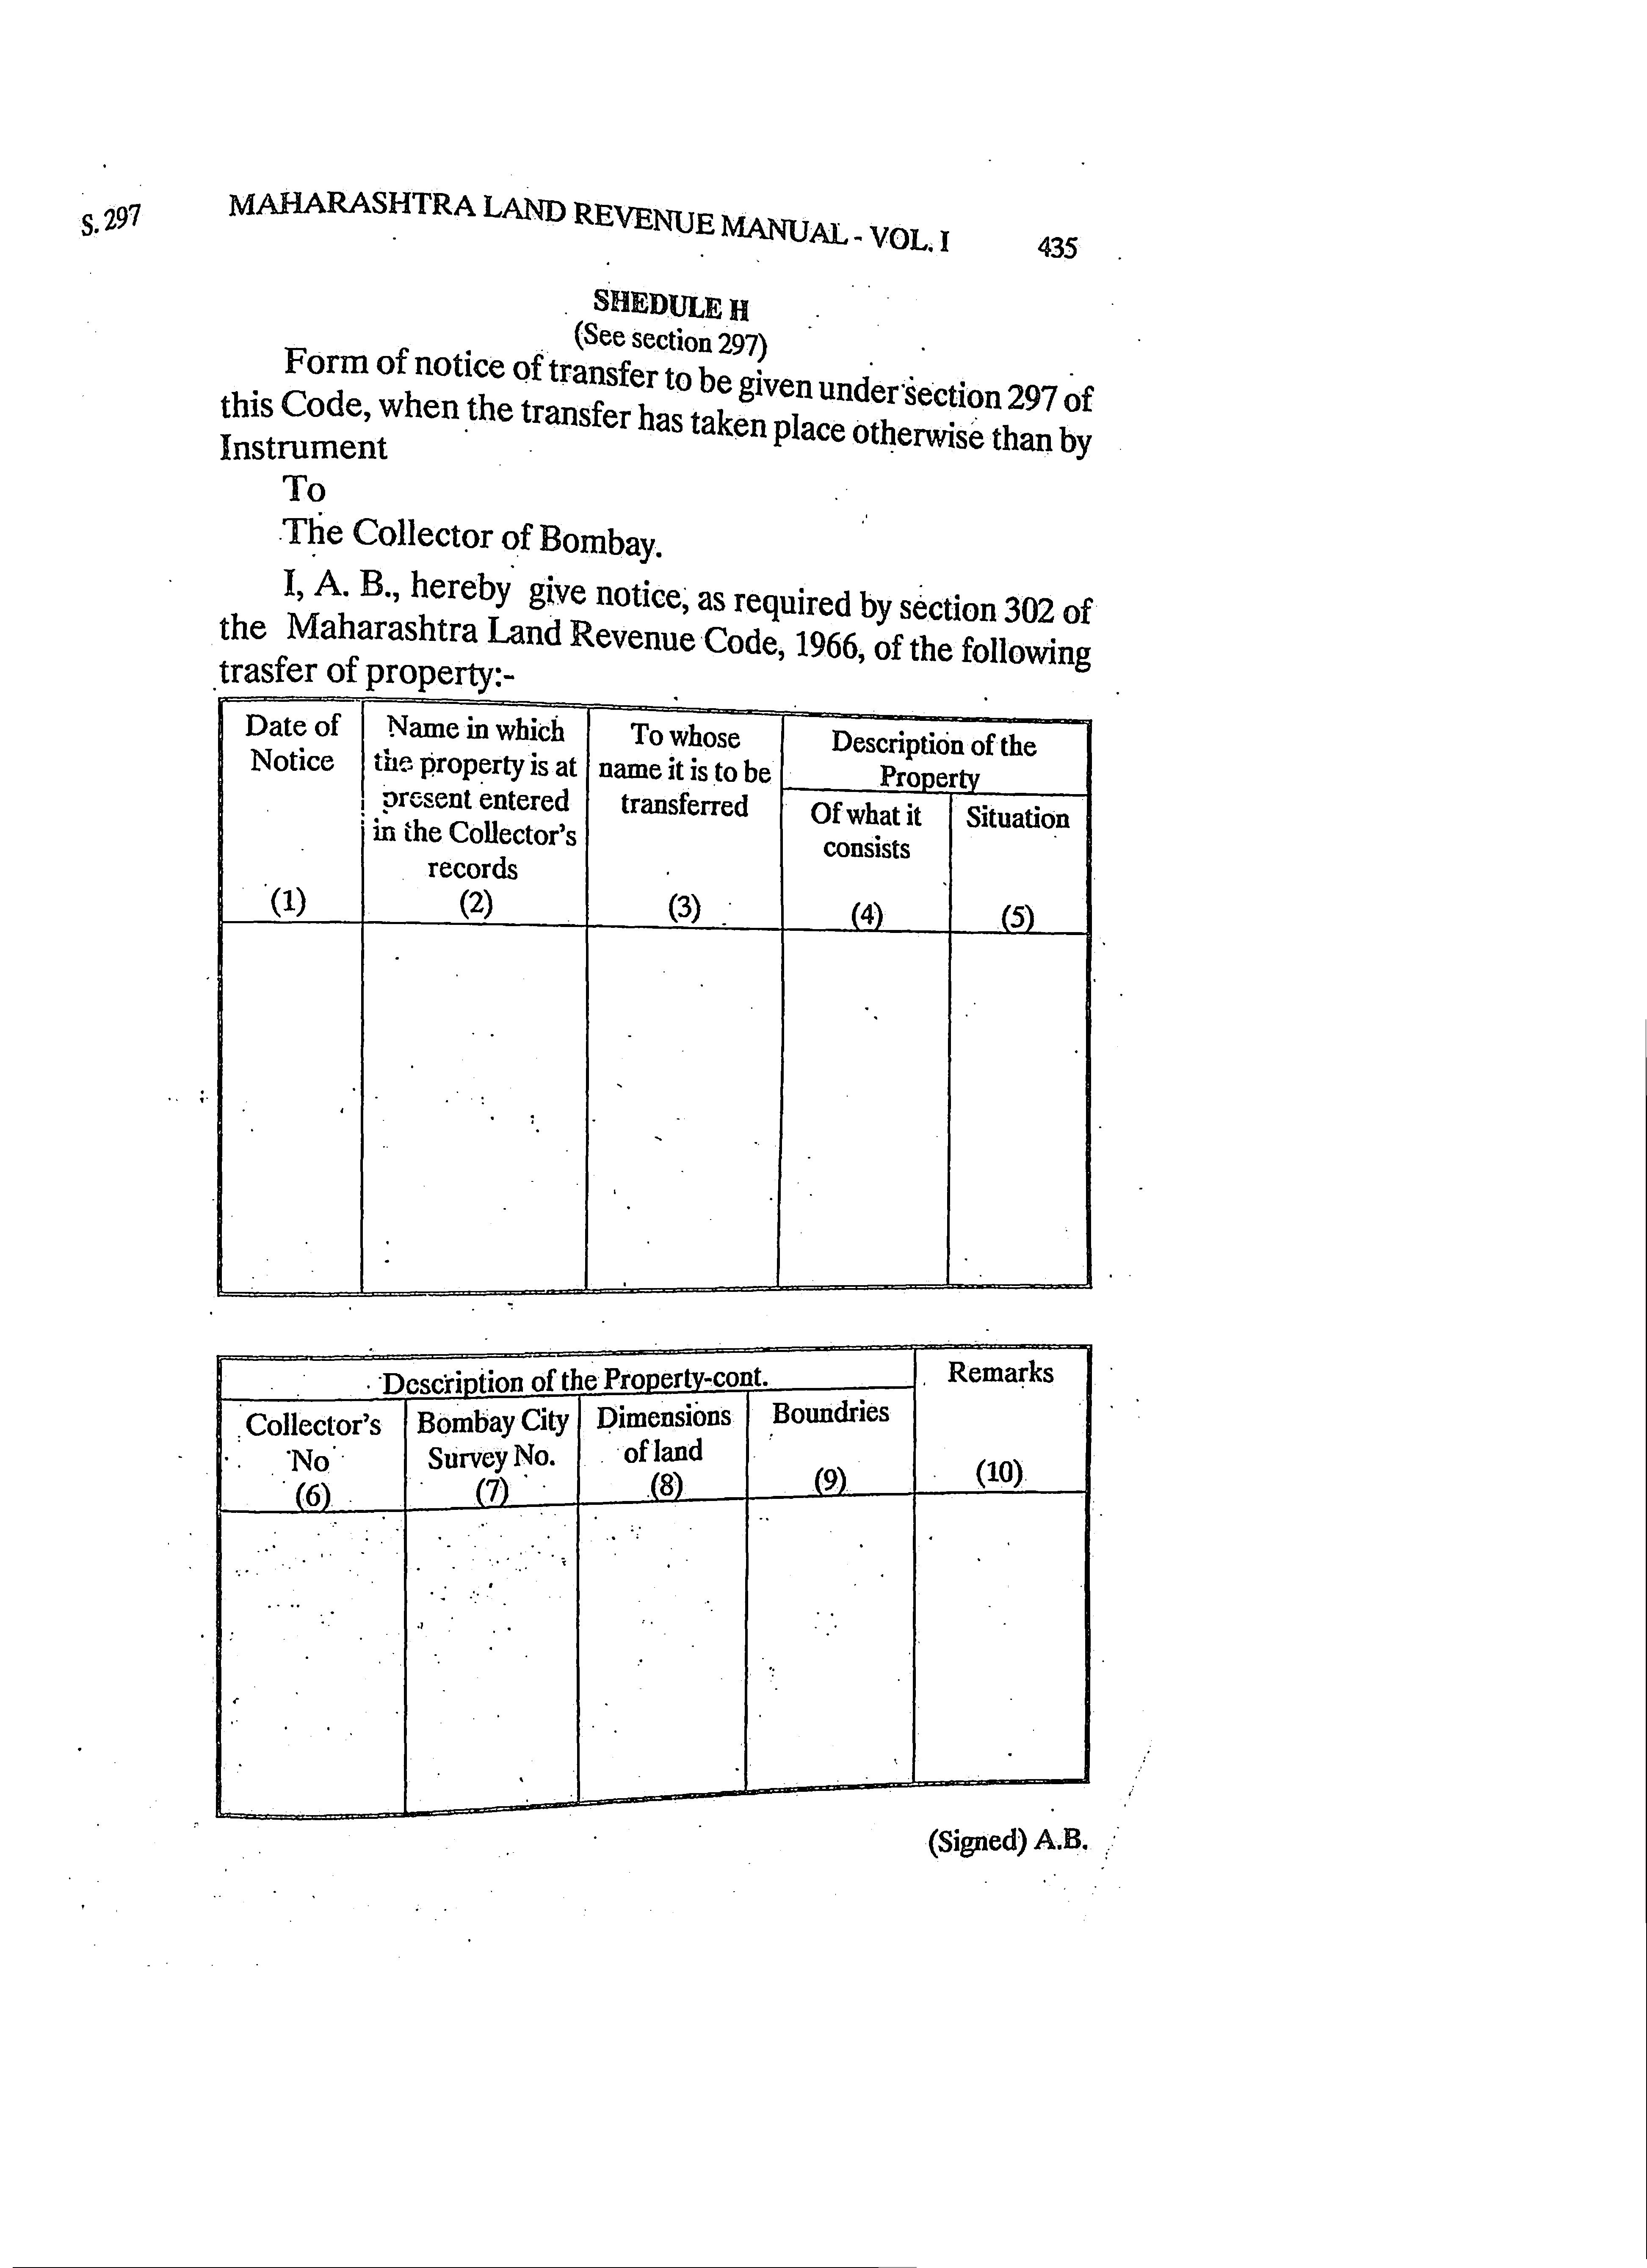 S. 297 MAHARASHTRA LAND REVENUE MANUAL - VOL. I 435
SHEDULE H
(See section 297)
Form of notice of transfer to be given under section 297 of
this Code, when the transfer has taken place otherwise than by
Instrument
To
The Collector of Bombay.
I, A. B., hereby give notice, as required by section 302 of
the Maharashtra Land Revenue Code, 1966, of the following
trasfer of property:-
Date of Notice (1)
Name in which the property is at present entered in the Collector's records (2)
To whose name it is to be transferred (3)
Description of the Property
Of what it consists (4)
Situation (5)
Description of the Property-cont.
Collector's No (6)
Bombay City Survey No. (7)
Dimensions of land (8)
Boundries (9)
Remarks (10)
(Signed) A.B.